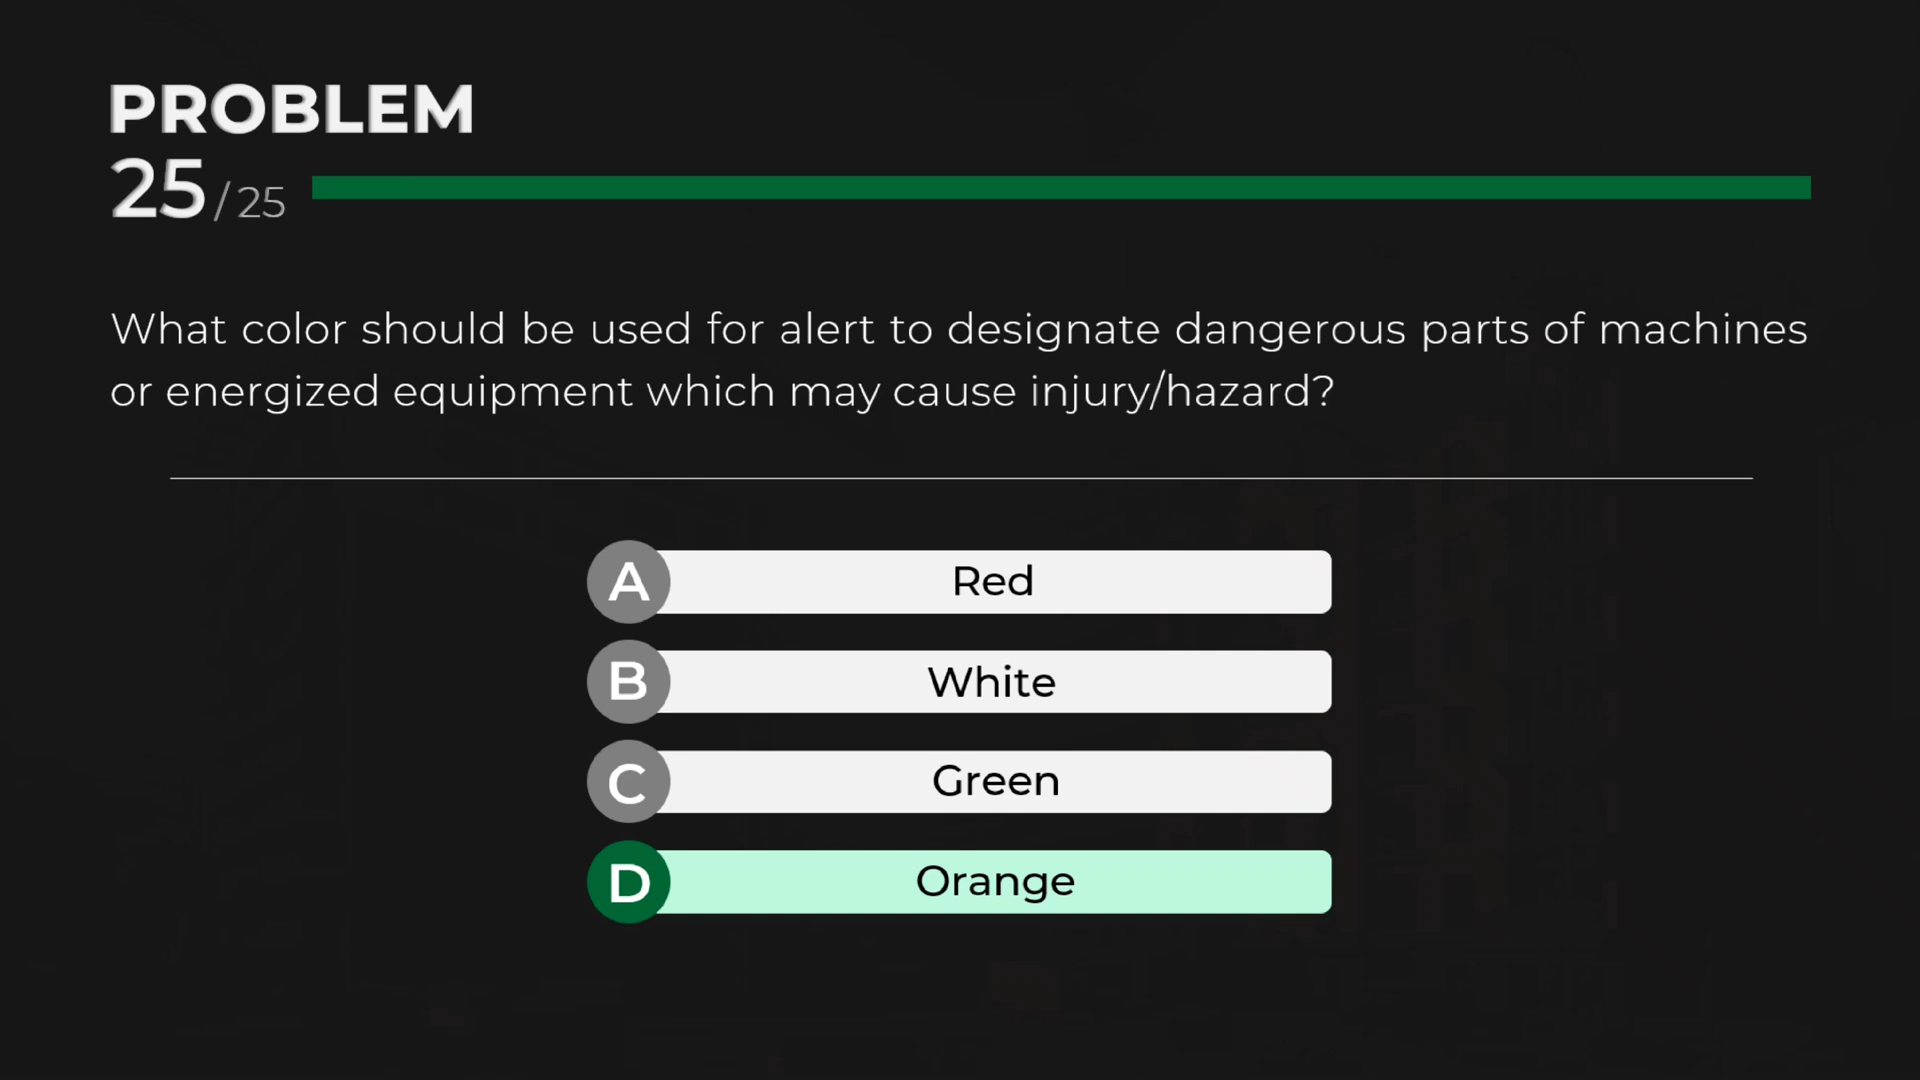 PROBLEM
25/25
What color should be used for alert to designate dangerous parts of machines
or energized equipment which may cause injury/hazard?
A Red
B White
C Green
D Orange